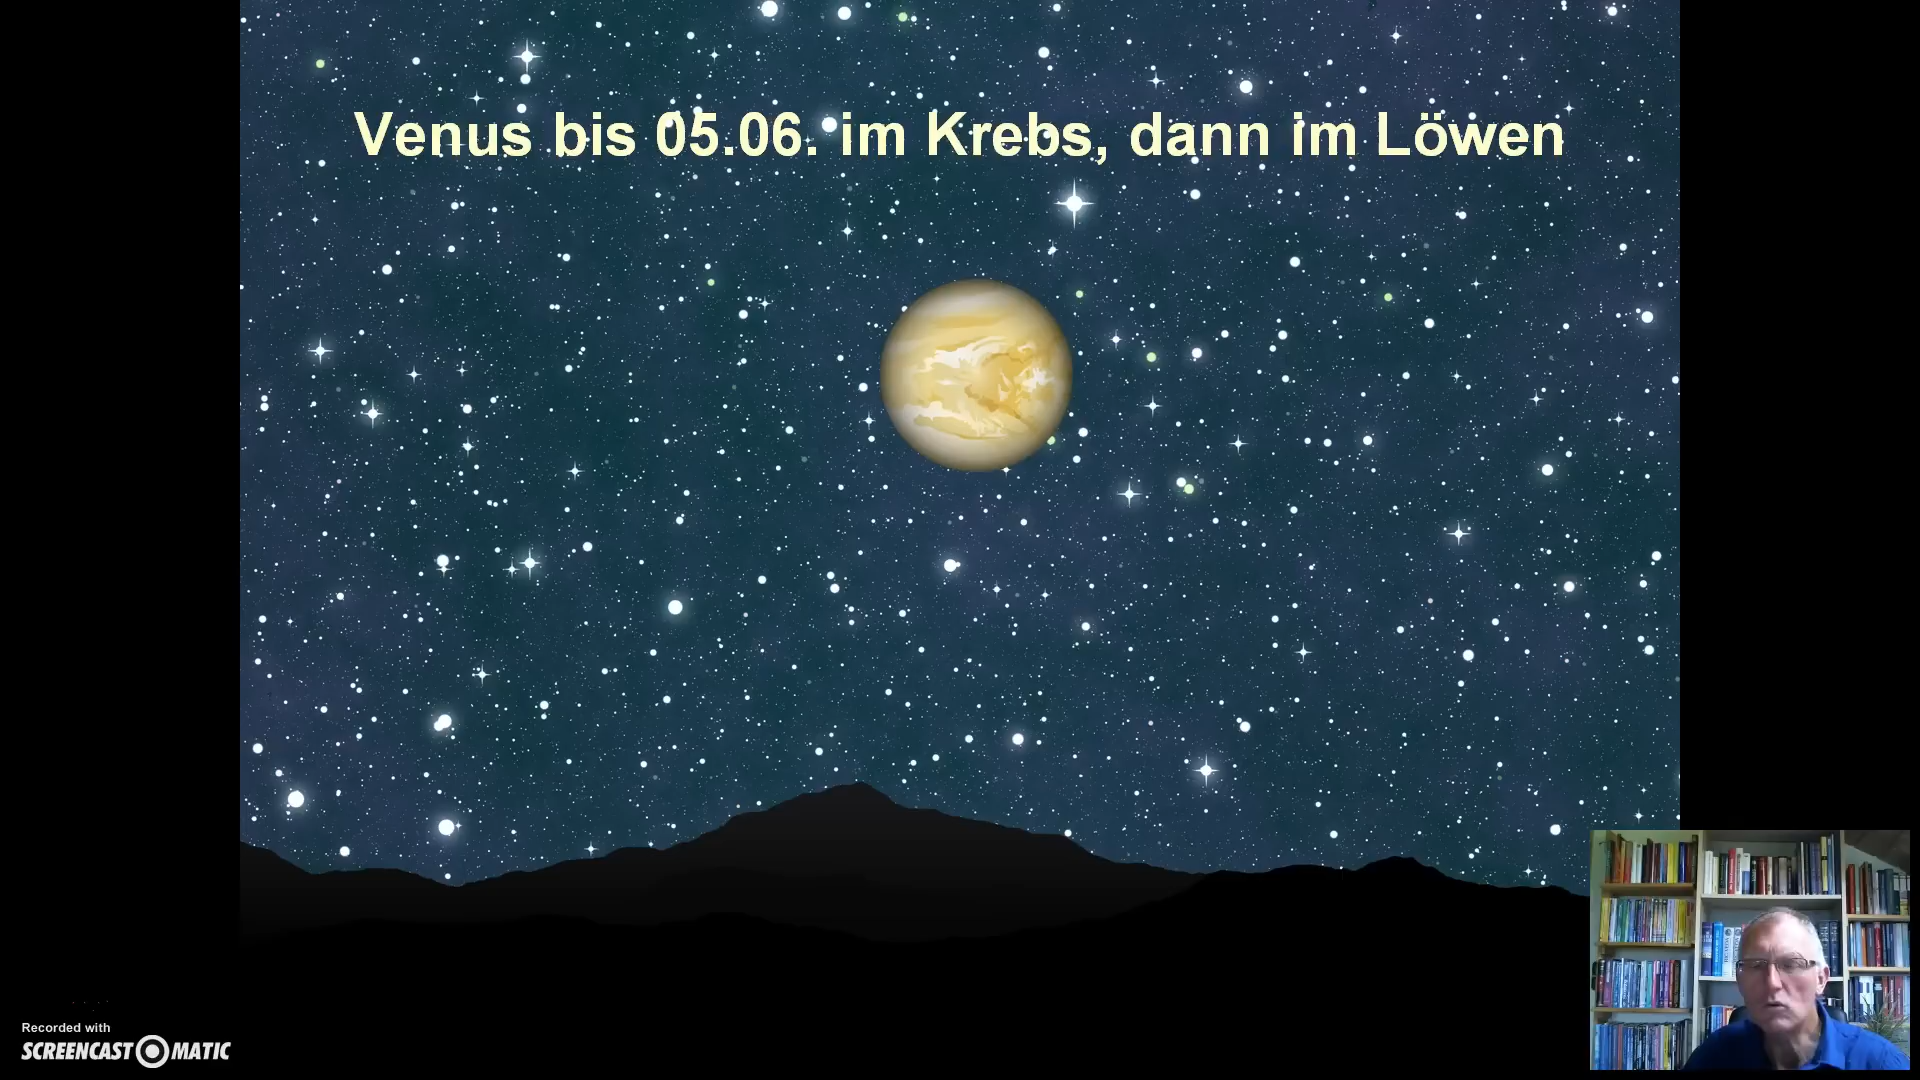 Venus bis 05.06. im Krebs, dann im Löwen
Recorded with
SCREENCAST MATIC